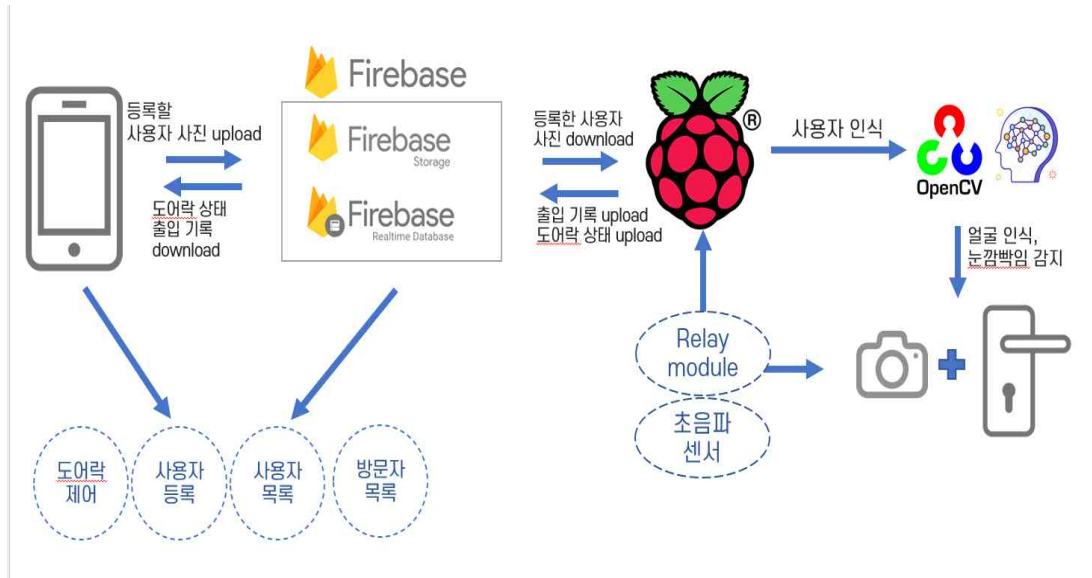 Firebase
등록할
사용자 사진 upload
Firebase
Storage
도어락 상태
출입 기록
download
Firebase
Realtime Database
등록한 사용자
사진 download
출입 기록 upload
도어락 상태 upload
®
사용자 인식
OpenCV
얼굴 인식,
눈깜빡임 감지
Relay
module
초음파
센서
도어락
제어
사용자
등록
사용자
목록
방문자
목록